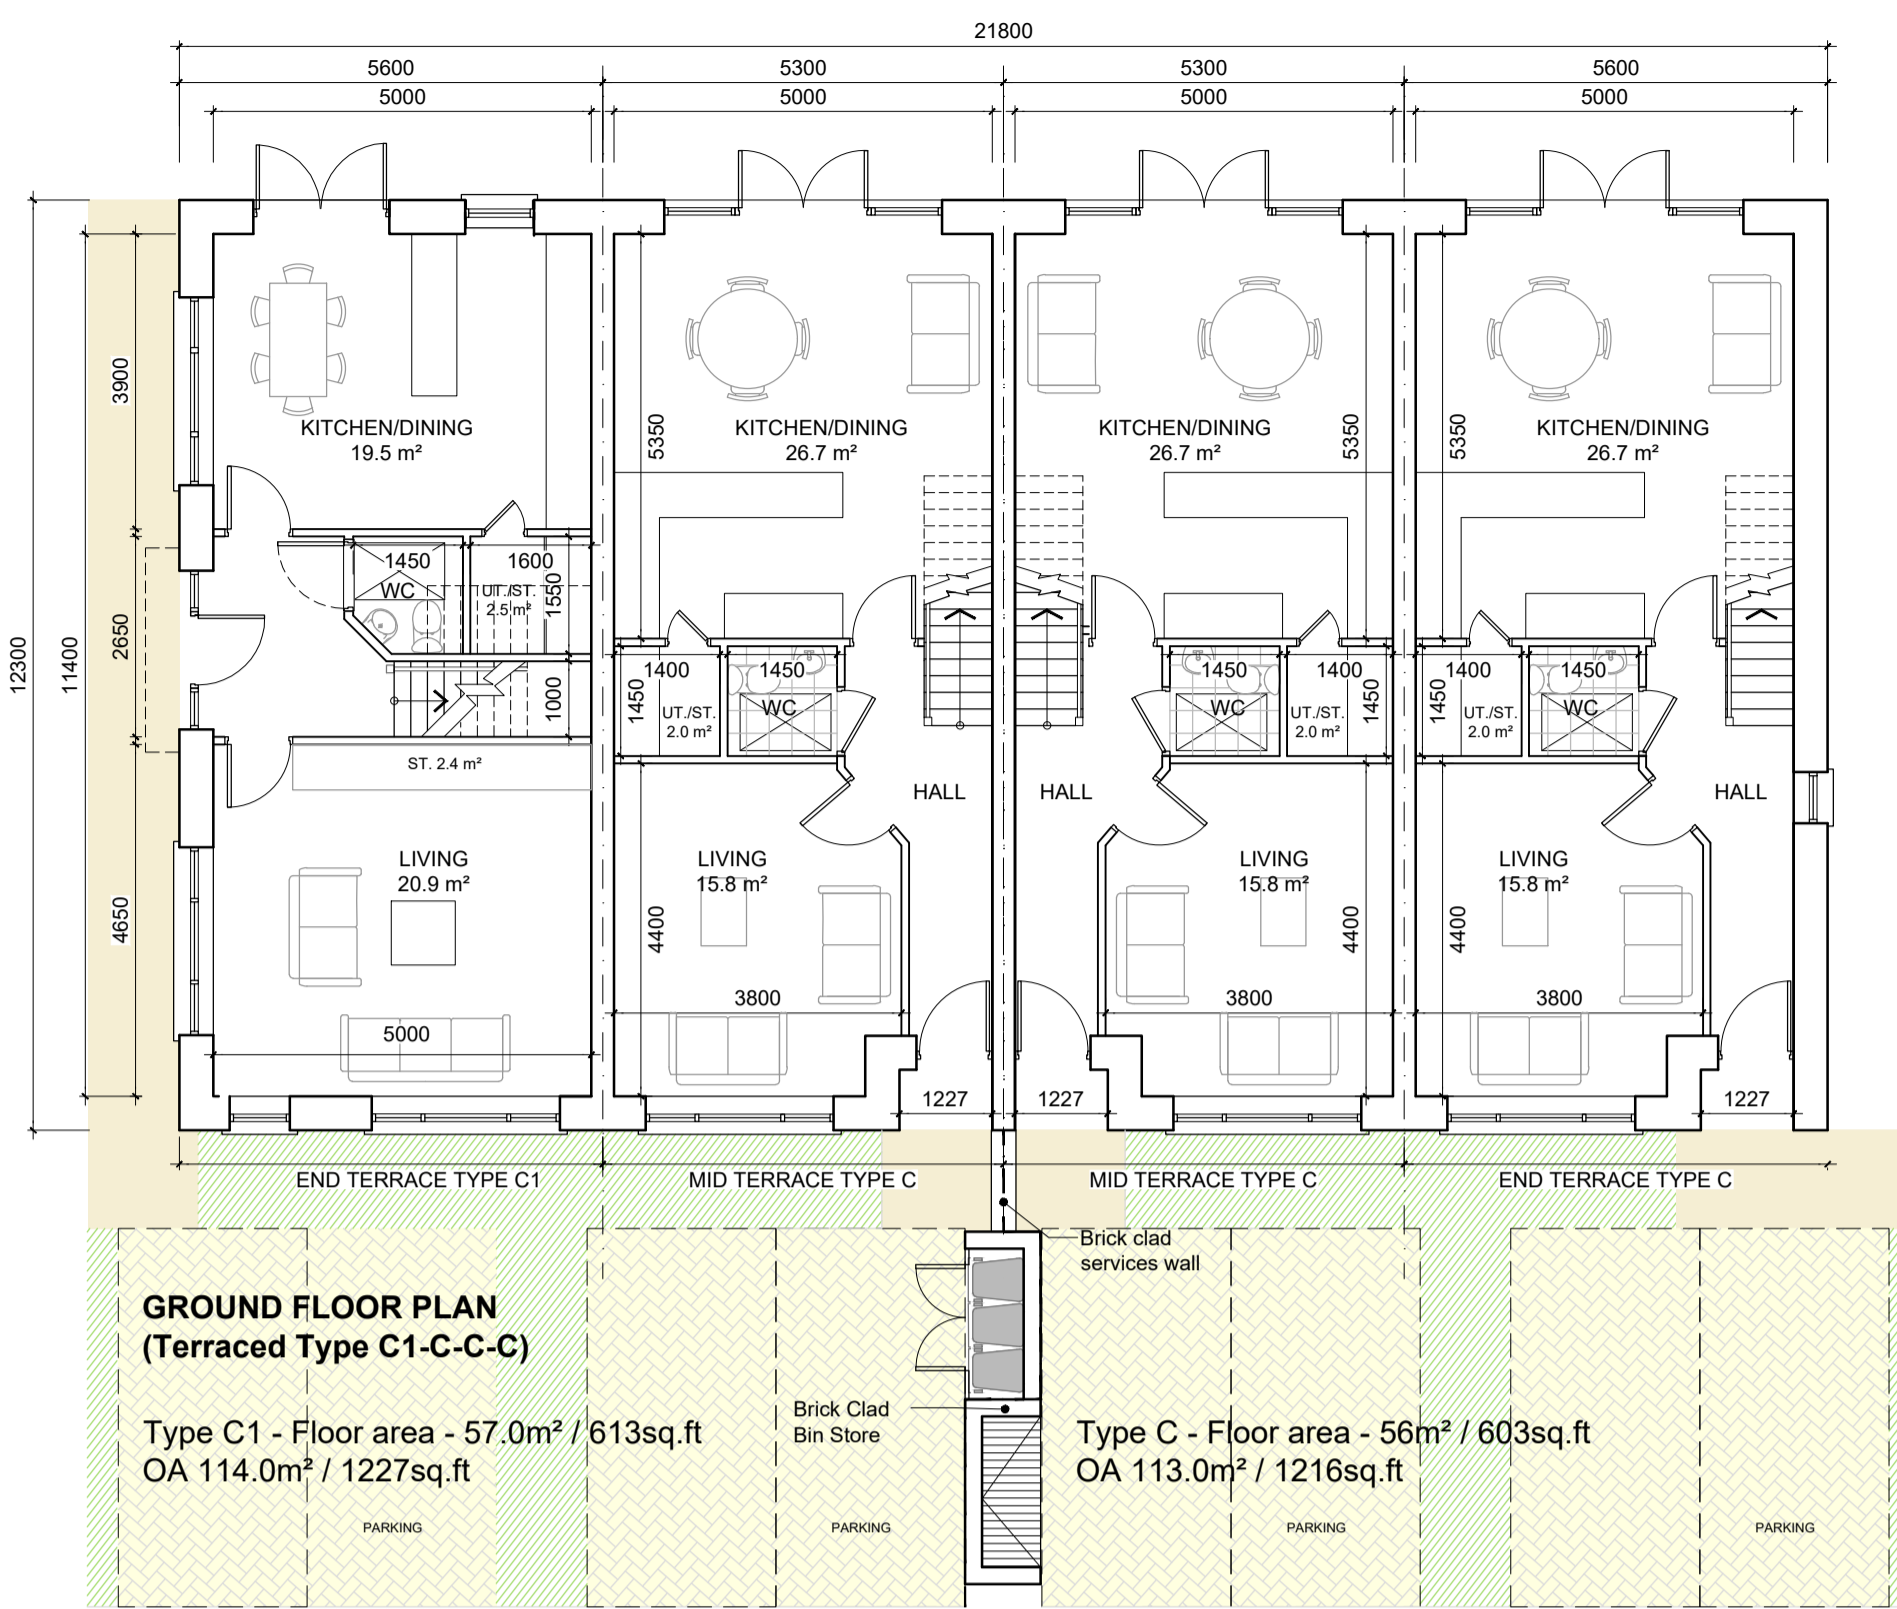 21800
5600
5300
5300
5600
5000
5000
5000
5000
12300
11400
3900
2650
4650
KITCHEN/DINING
19.5 m²
KITCHEN/DINING
26.7 m²
KITCHEN/DINING
26.7 m²
KITCHEN/DINING
26.7 m²
5350
5350
5350
1450
WC
1600
UT./ST.
2.5 m²
1550
1000
ST. 2.4 m²
1400
1450
1450
WC
UT./ST.
2.0 m²
1450
WC
1400
1450
UT./ST.
2.0 m²
1400
1450
1450
WC
UT./ST.
2.0 m²
HALL
HALL
HALL
LIVING
20.9 m²
LIVING
15.8 m²
LIVING
15.8 m²
LIVING
15.8 m²
4400
4400
4400
5000
3800
3800
3800
1227
1227
1227
END TERRACE TYPE C1
MID TERRACE TYPE C
MID TERRACE TYPE C
END TERRACE TYPE C
Brick clad
services wall
GROUND FLOOR PLAN
(Terraced Type C1-C-C-C)
Type C1 - Floor area - 57.0m² / 613sq.ft
OA 114.0m² / 1227sq.ft
Brick Clad
Bin Store
Type C - Floor area - 56m² / 603sq.ft
OA 113.0m² / 1216sq.ft
PARKING
PARKING
PARKING
PARKING